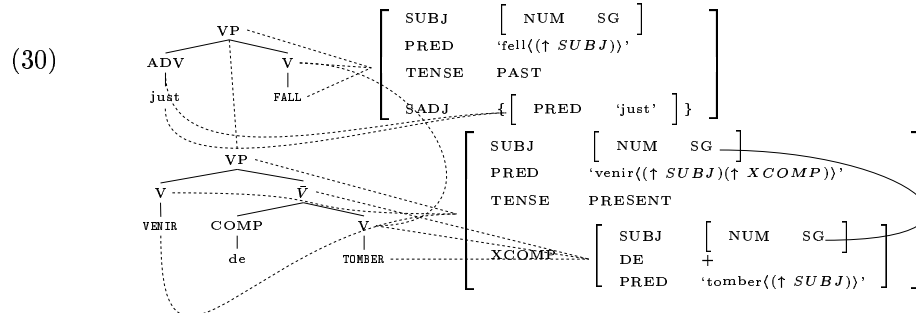 (30)
VP
ADV V
just FALL
SUBJ [ NUM SG ]
PRED ‘fell⟨(↑ SUBJ)⟩’
TENSE PAST
SADJ { [ PRED ‘just’ ] }
VP
V V̄
VENIR COMP V
de TOMBER
SUBJ [ NUM SG ]
PRED ‘venir⟨(↑ SUBJ)(↑ XCOMP)⟩’
TENSE PRESENT
XCOMP
SUBJ [ NUM SG ]
DE +
PRED ‘tomber⟨(↑ SUBJ)⟩’